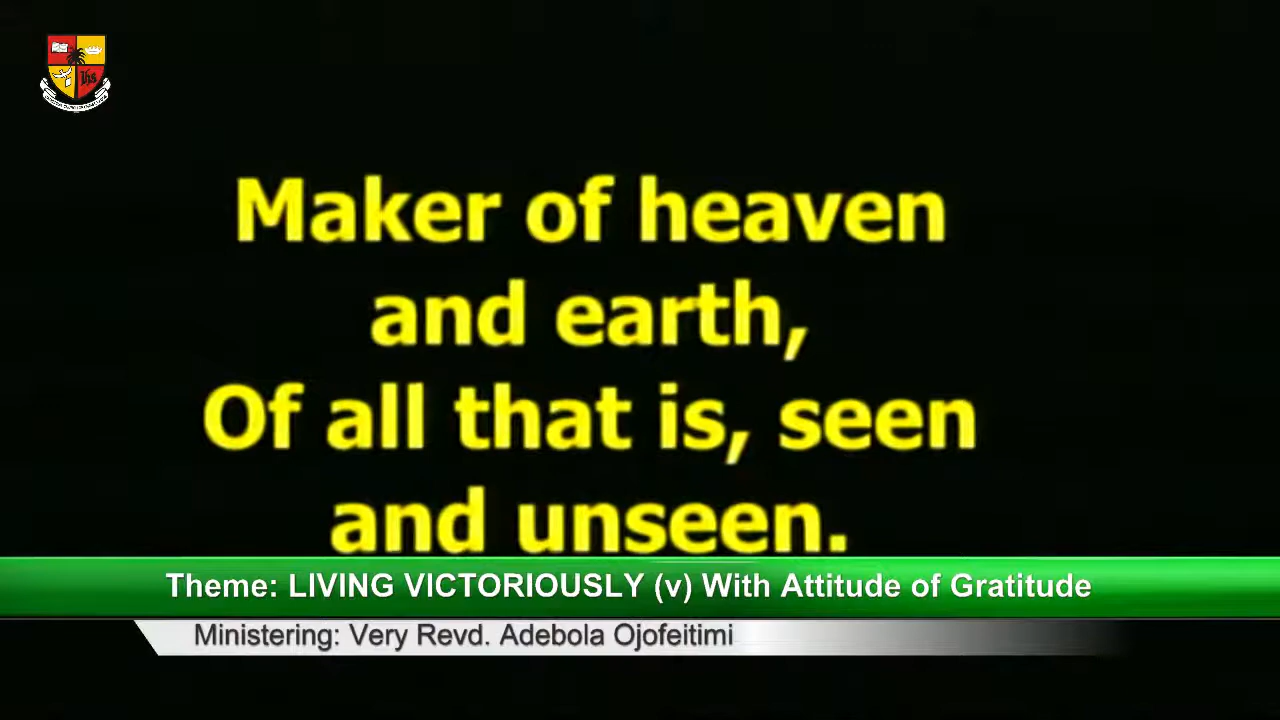 Maker of heaven
and earth,
Of all that is, seen
and unseen.
Theme: LIVING VICTORIOUSLY (v) With Attitude of Gratitude
Ministering: Very Revd. Adebola Ojofeitimi